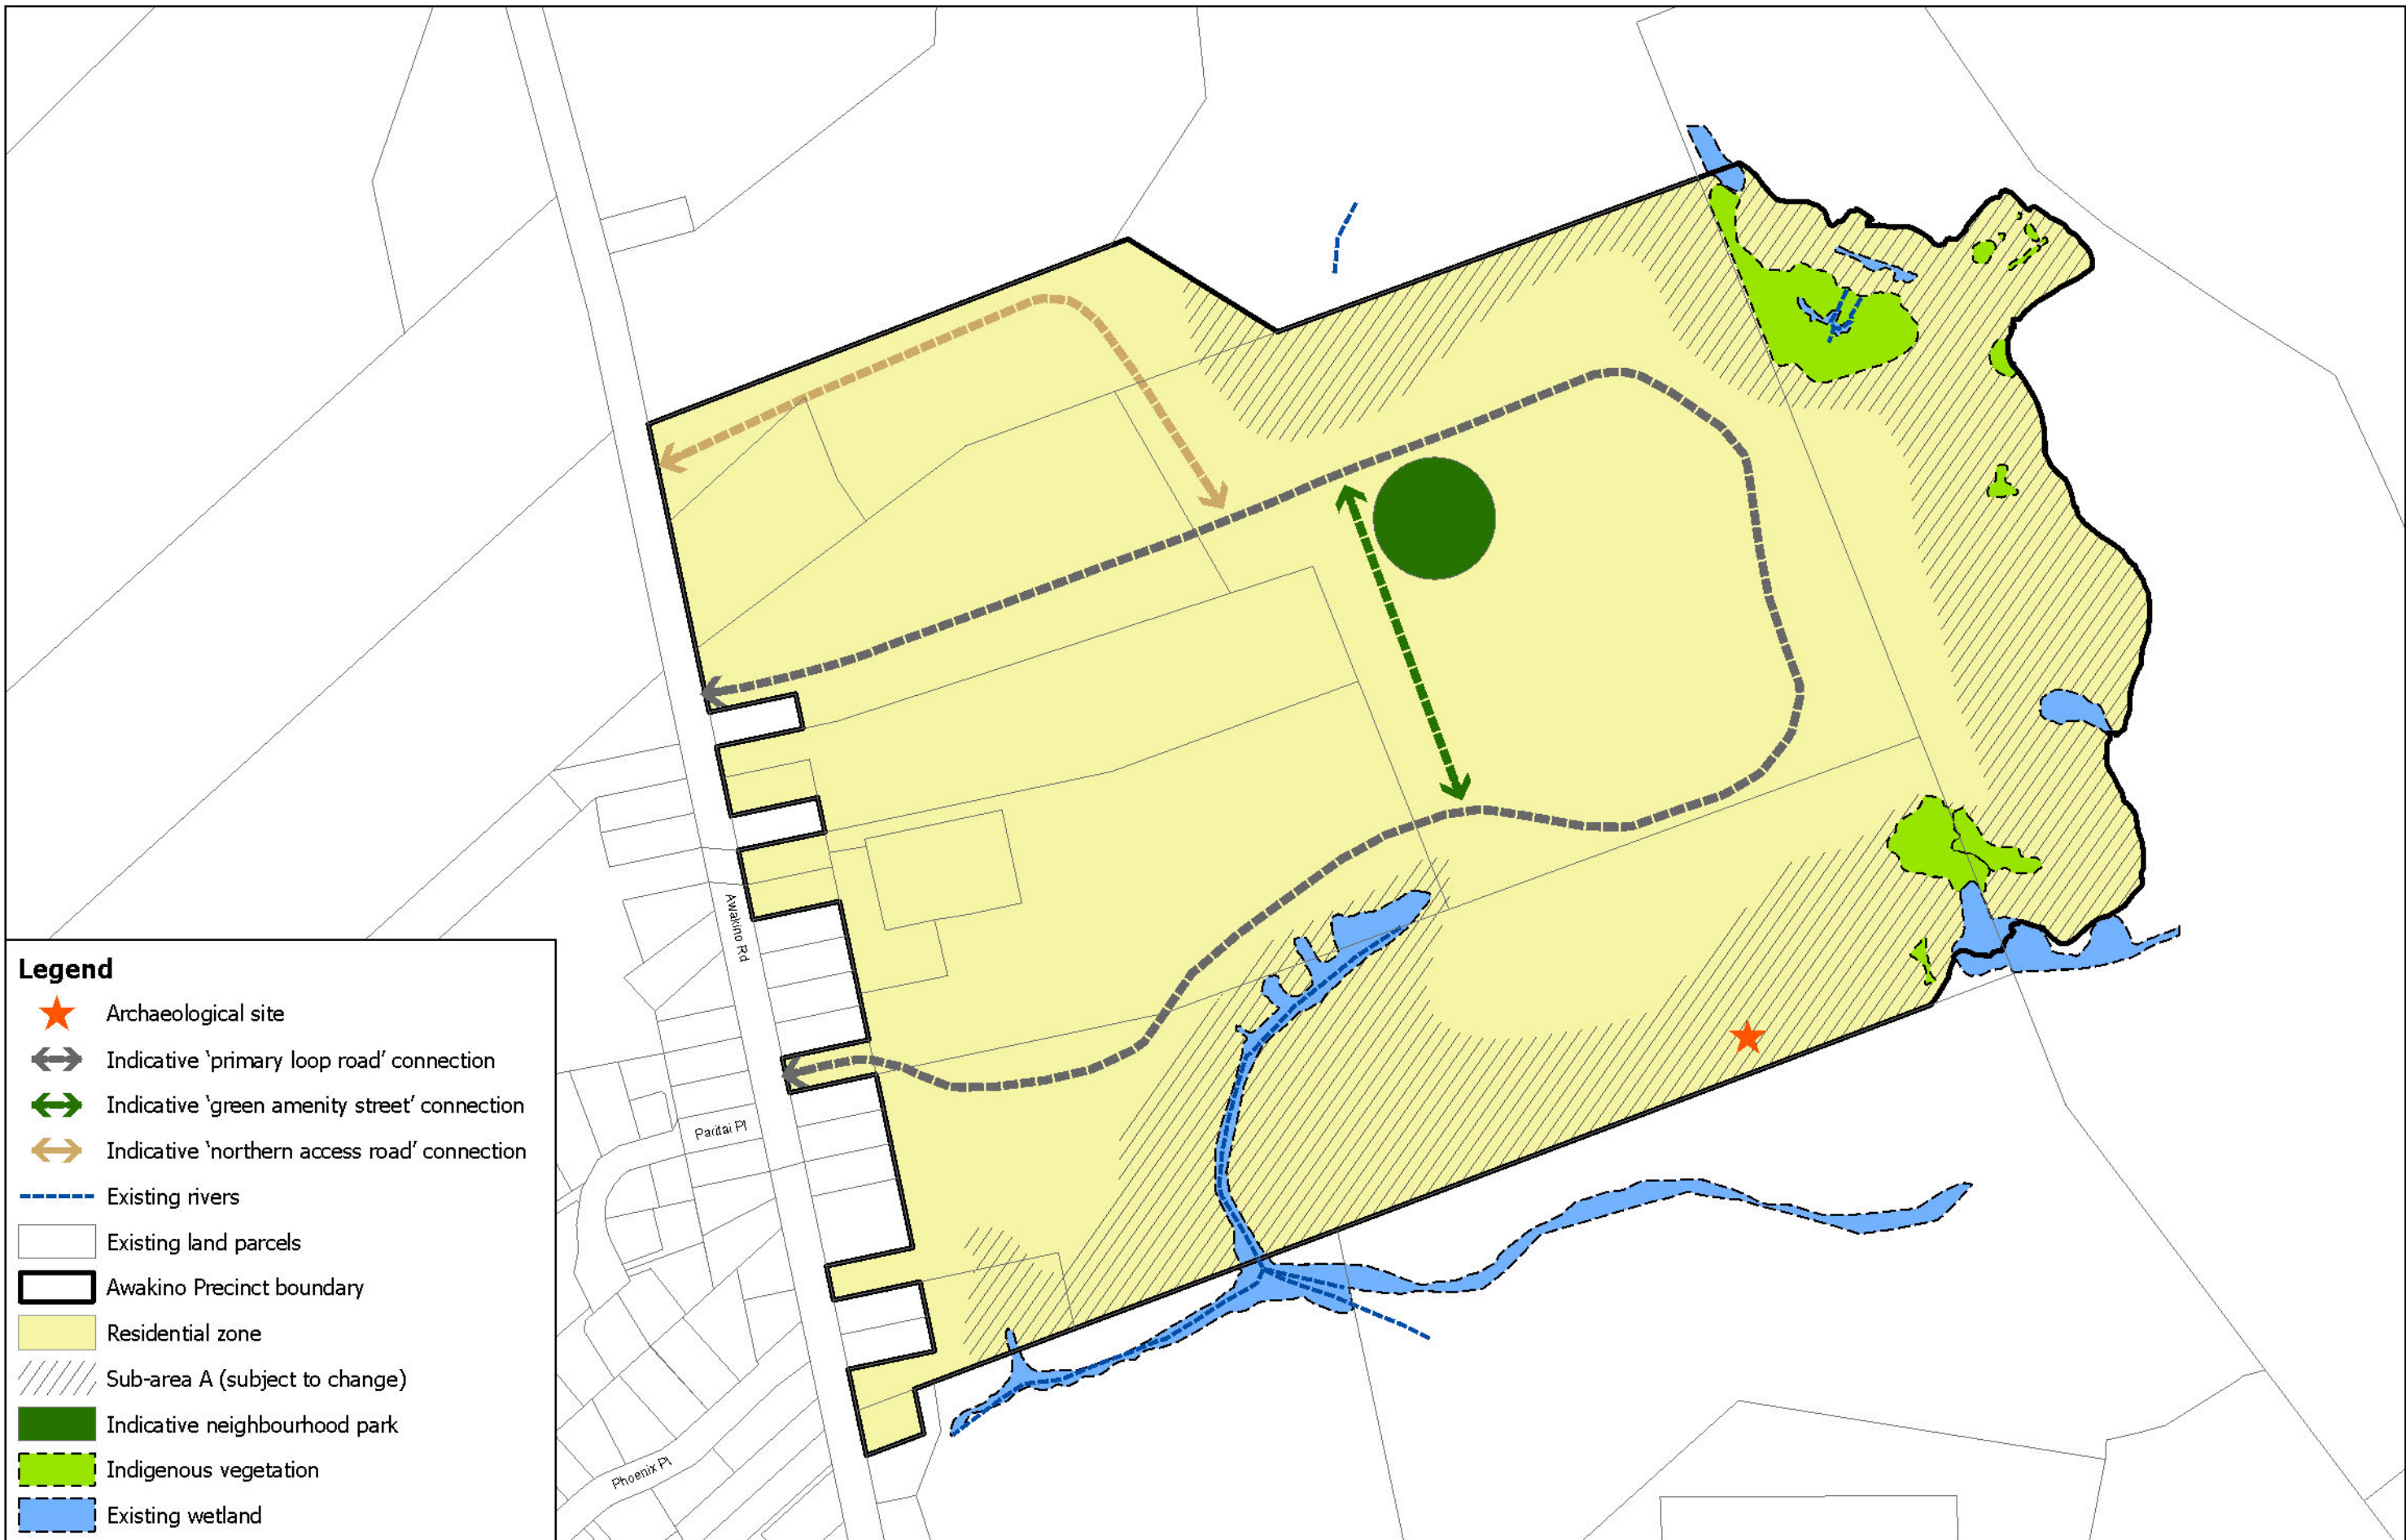 Awakino Rd
Paritai Pl
Phoenix Pl
Legend
Archaeological site
Indicative ‘primary loop road’ connection
Indicative ‘green amenity street’ connection
Indicative ‘northern access road’ connection
Existing rivers
Existing land parcels
Awakino Precinct boundary
Residential zone
Sub-area A (subject to change)
Indicative neighbourhood park
Indigenous vegetation
Existing wetland